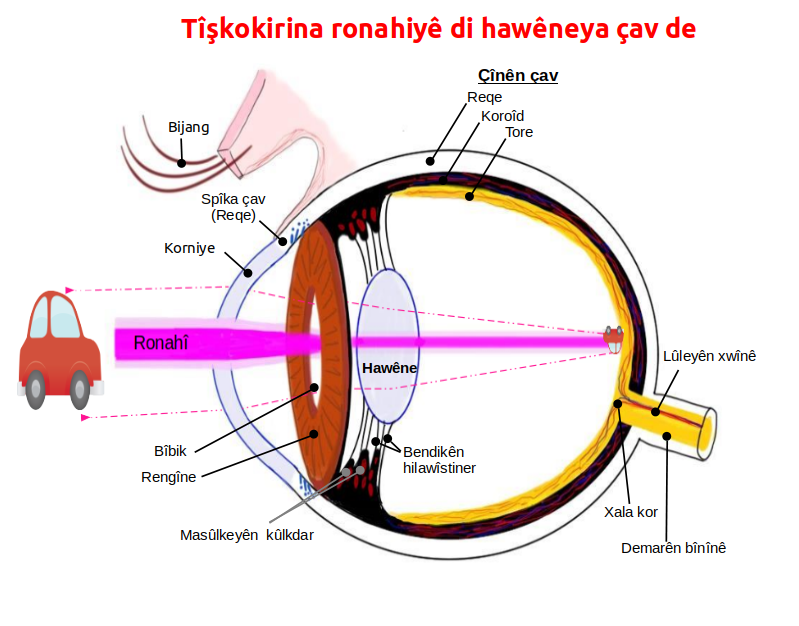 Tîşkokirina ronahiyê di hawêneya çav de
Çînên çav
Reqe
Koroîd
Tore
Bijang
Spîka çav
(Reqe)
Korniye
Ronahî
Hawêne
Lûleyên xwînê
Bîbik
Rengîne
Bendikên
hilawîstiner
Masûlkeyên kûlkdar
Xala kor
Demarên bînînê